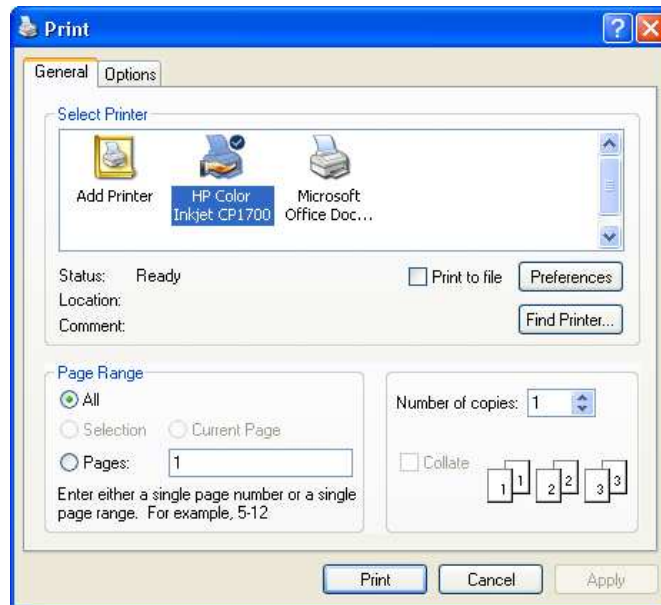 Print
General Options
Select Printer
Add Printer HP Color Inkjet CP1700 Microsoft Office Doc...
Status: Ready
Print to file Preferences
Location:
Comment:
Find Printer...
Page Range
All
Selection Current Page
Pages: 1
Enter either a single page number or a single
page range. For example, 5-12
Number of copies: 1
Collate
1 1 2 2 3 3
Print Cancel Apply